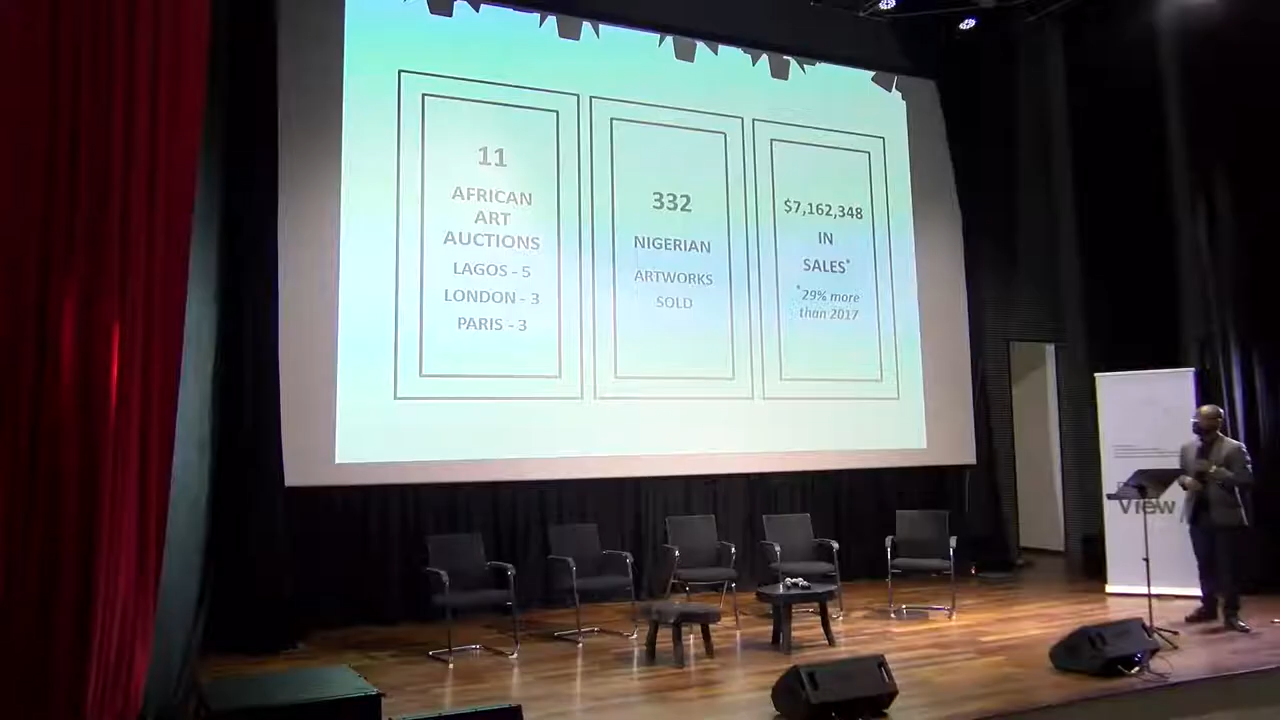 11
AFRICAN
ART
AUCTIONS
LAGOS - 5
LONDON - 3
PARIS - 3
332
NIGERIAN
ARTWORKS
SOLD
$7,162,348
IN
SALES*
*29% more
than 2017
View